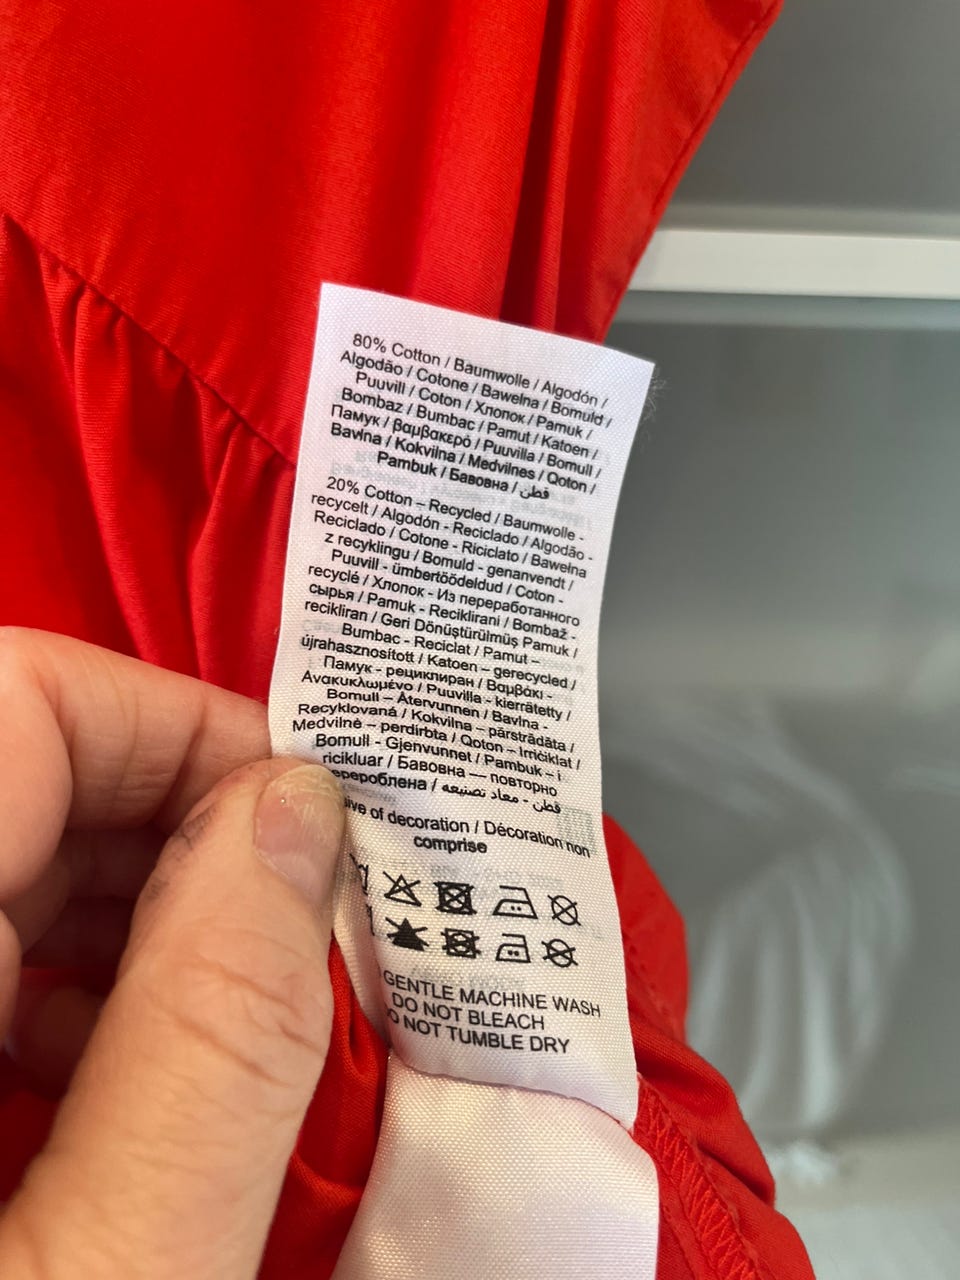 80% Cotton / Baumwolle / Algodón /
Algodão / Cotone / Bawełna / Bomuld /
Puuvill / Coton / Хлопок / Pamuk /
Bombaž / Bumbac / Pamut / Katoen /
Памук / βαμβακερό / Puuvilla / Bomull /
Bavlna / Kokvilna / Medvilnės / Qoton /
Pambuk / Бавовна / قطن
20% Cotton – Recycled / Baumwolle -
recycelt / Algodón - Reciclado / Algodão -
Reciclado / Cotone - Riciclato / Bawełna
z recyklingu / Bomuld - genanvendt /
Puuvill - ümbertöödeldud / Coton -
recyclé / Хлопок - Из переработанного
сырья / Pamuk - Reciklirani / Bombaž -
recikliran / Geri Dönüştürülmüş Pamuk /
Bumbac - Reciclat / Pamut –
újrahasznosított / Katoen – gerecycled /
Памук - рециклиран / Βαμβάκι -
Ανακυκλωμένο / Puuvilla - kierrätetty /
Bomull – Återvunnen / Bavlna -
Recyklovaná / Kokvilna – pārstrādāta /
Medvilnė – perdirbta / Qoton – Irriċiklat /
Bomull - Gjenvunnet / Pambuk – i
ricikluar / Бавовна — повторно
перероблена / قطن - معاد تصنيعه
of decoration / Décoration non
comprise
GENTLE MACHINE WASH
DO NOT BLEACH
DO NOT TUMBLE DRY